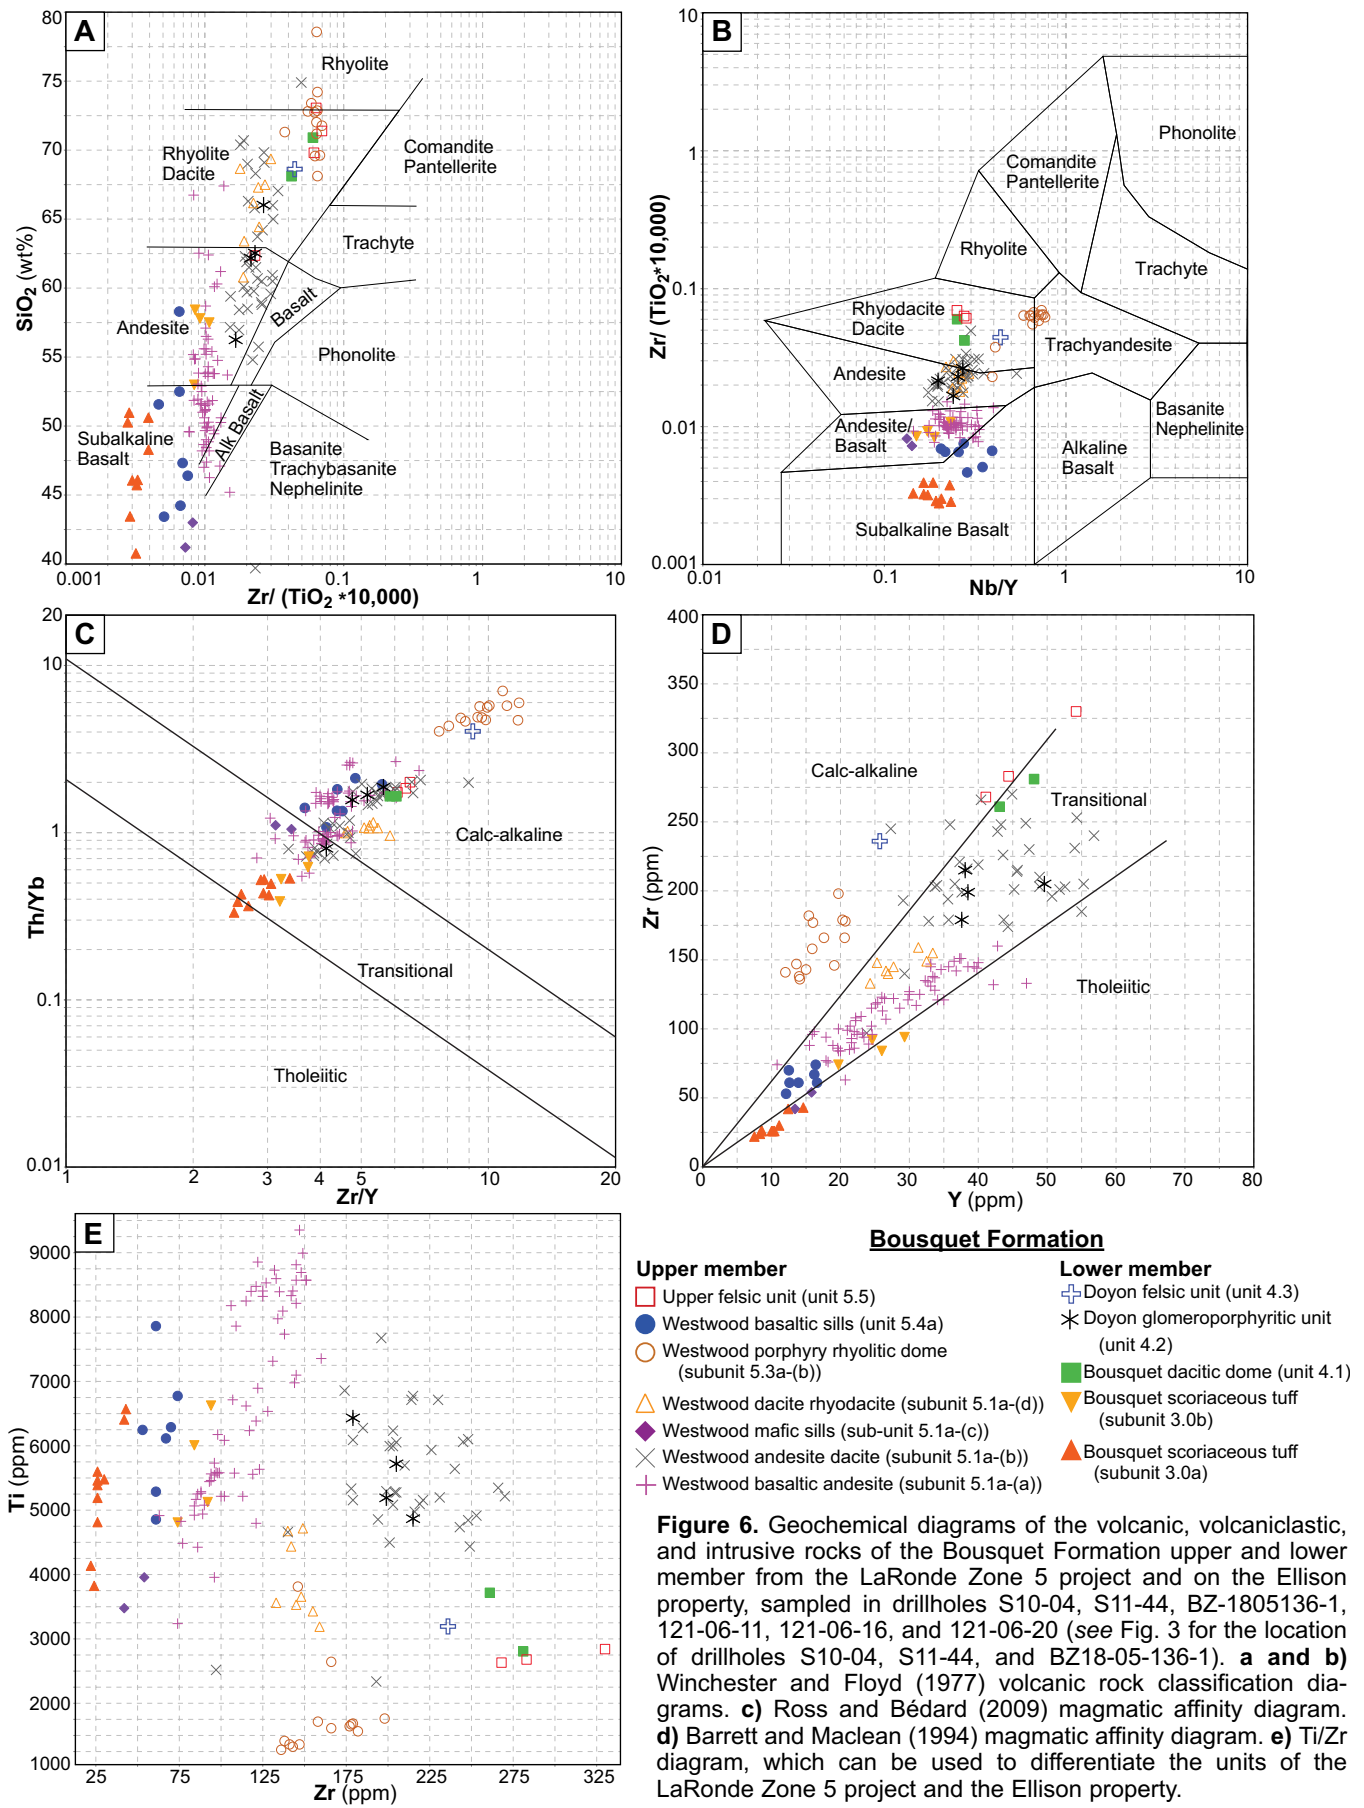 A
80
75
70
65
60
55
50
45
40
0.001
0.01
0.1
1
10
SiO2 (wt%)
Zr/ (TiO2 *10,000)
Rhyolite
Rhyolite
Dacite
Comandite
Pantellerite
Trachyte
Andesite
Basalt
Phonolite
Alk Basalt
Subalkaline
Basalt
Basanite
Trachybasanite
Nephelinite
B
10
1
0.1
0.01
0.001
0.01
0.1
1
10
Zr/ (TiO2*10,000)
Nb/Y
Phonolite
Comandite
Pantellerite
Rhyolite
Trachyte
Rhyodacite
Dacite
Trachyandesite
Andesite
Andesite/
Basalt
Basanite
Nephelinite
Alkaline
Basalt
Subalkaline Basalt
C
20
10
1
0.1
0.01
1
2
3
4
5
10
20
Th/Yb
Zr/Y
Calc-alkaline
Transitional
Tholeiitic
D
400
350
300
250
200
150
100
50
0
0
10
20
30
40
50
60
70
80
Zr (ppm)
Y (ppm)
Calc-alkaline
Transitional
Tholeiitic
E
9000
8000
7000
6000
5000
4000
3000
2000
1000
25
75
125
175
225
275
325
Ti (ppm)
Zr (ppm)
Bousquet Formation
Upper member
Upper felsic unit (unit 5.5)
Westwood basaltic sills (unit 5.4a)
Westwood porphyry rhyolitic dome
(subunit 5.3a-(b))
Westwood dacite rhyodacite (subunit 5.1a-(d))
Westwood mafic sills (sub-unit 5.1a-(c))
Westwood andesite dacite (subunit 5.1a-(b))
Westwood basaltic andesite (subunit 5.1a-(a))
Lower member
Doyon felsic unit (unit 4.3)
Doyon glomeroporphyritic unit
(unit 4.2)
Bousquet dacitic dome (unit 4.1)
Bousquet scoriaceous tuff
(subunit 3.0b)
Bousquet scoriaceous tuff
(subunit 3.0a)
Figure 6. Geochemical diagrams of the volcanic, volcaniclastic,
and intrusive rocks of the Bousquet Formation upper and lower
member from the LaRonde Zone 5 project and on the Ellison
property, sampled in drillholes S10-04, S11-44, BZ-1805136-1,
121-06-11, 121-06-16, and 121-06-20 (see Fig. 3 for the location
of drillholes S10-04, S11-44, and BZ18-05-136-1). a and b)
Winchester and Floyd (1977) volcanic rock classification dia-
grams. c) Ross and Bédard (2009) magmatic affinity diagram.
d) Barrett and Maclean (1994) magmatic affinity diagram. e) Ti/Zr
diagram, which can be used to differentiate the units of the
LaRonde Zone 5 project and the Ellison property.